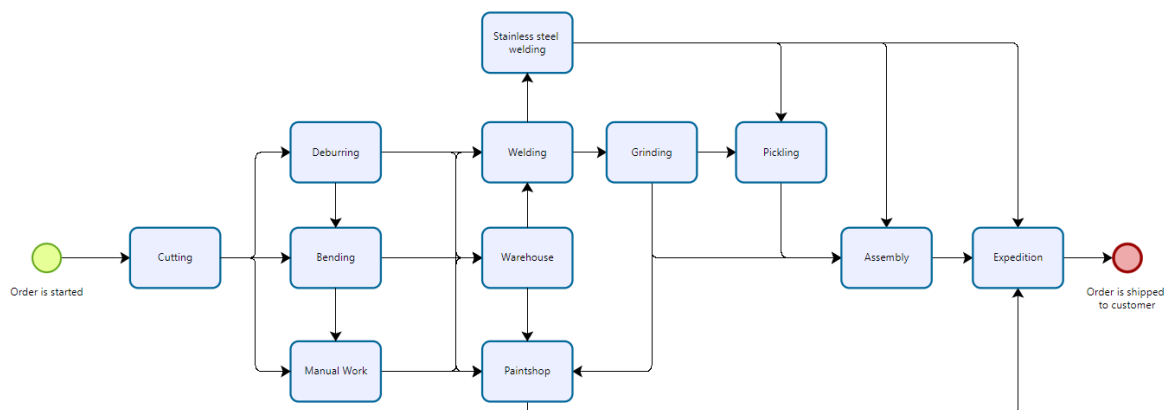 Stainless steel
welding
Deburring
Welding
Grinding
Pickling
Cutting
Bending
Warehouse
Assembly
Expedition
Order is started
Order is shipped
to customer
Manual Work
Paintshop